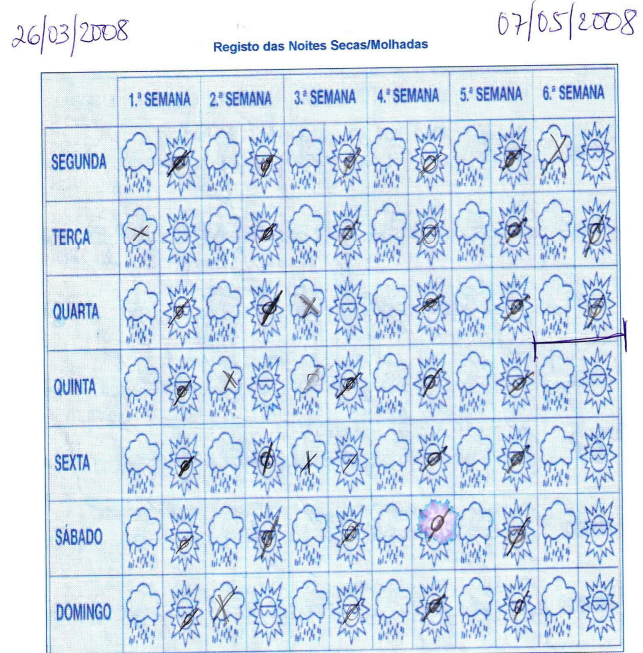 26/03/2008
07/05/2008
Registo das Noites Secas/Molhadas
1.ª SEMANA 2.ª SEMANA 3.ª SEMANA 4.ª SEMANA 5.ª SEMANA 6.ª SEMANA
SEGUNDA
TERÇA
QUARTA
QUINTA
SEXTA
SÁBADO
DOMINGO